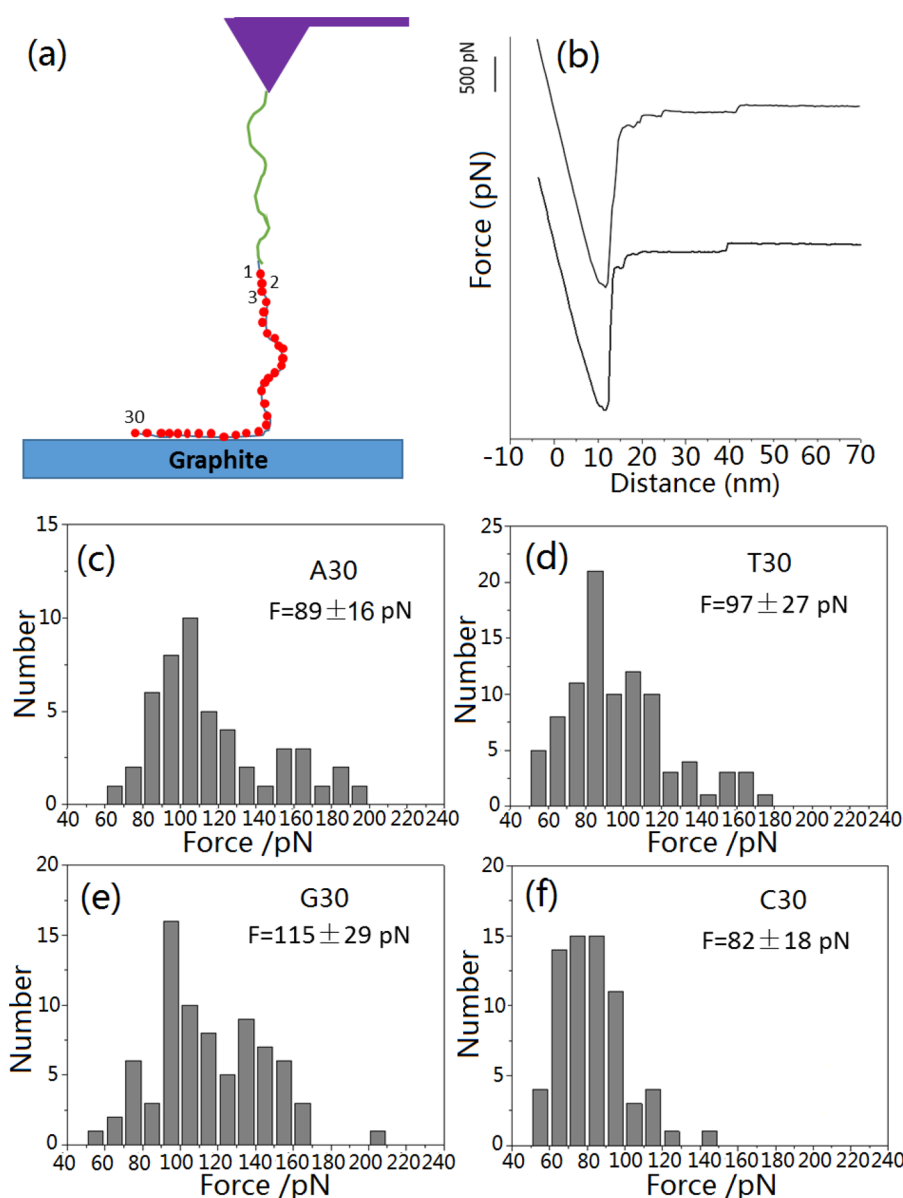 (a)
1
2
3
30
Graphite
(b)
500 pN
Force (pN)
-10 0 10 20 30 40 50 60 70
Distance (nm)
(c)
A30
F=89±16 pN
Number
15
10
5
0
40 60 80 100 120 140 160 180 200 220 240
Force /pN
(d)
T30
F=97±27 pN
Number
25
20
15
10
5
0
40 60 80 100 120 140 160 180 200 220 240
Force /pN
(e)
G30
F=115±29 pN
Number
20
15
10
5
0
40 60 80 100 120 140 160 180 200 220 240
Force /pN
(f)
C30
F=82±18 pN
Number
20
15
10
5
0
40 60 80 100 120 140 160 180 200 220 240
Force /pN